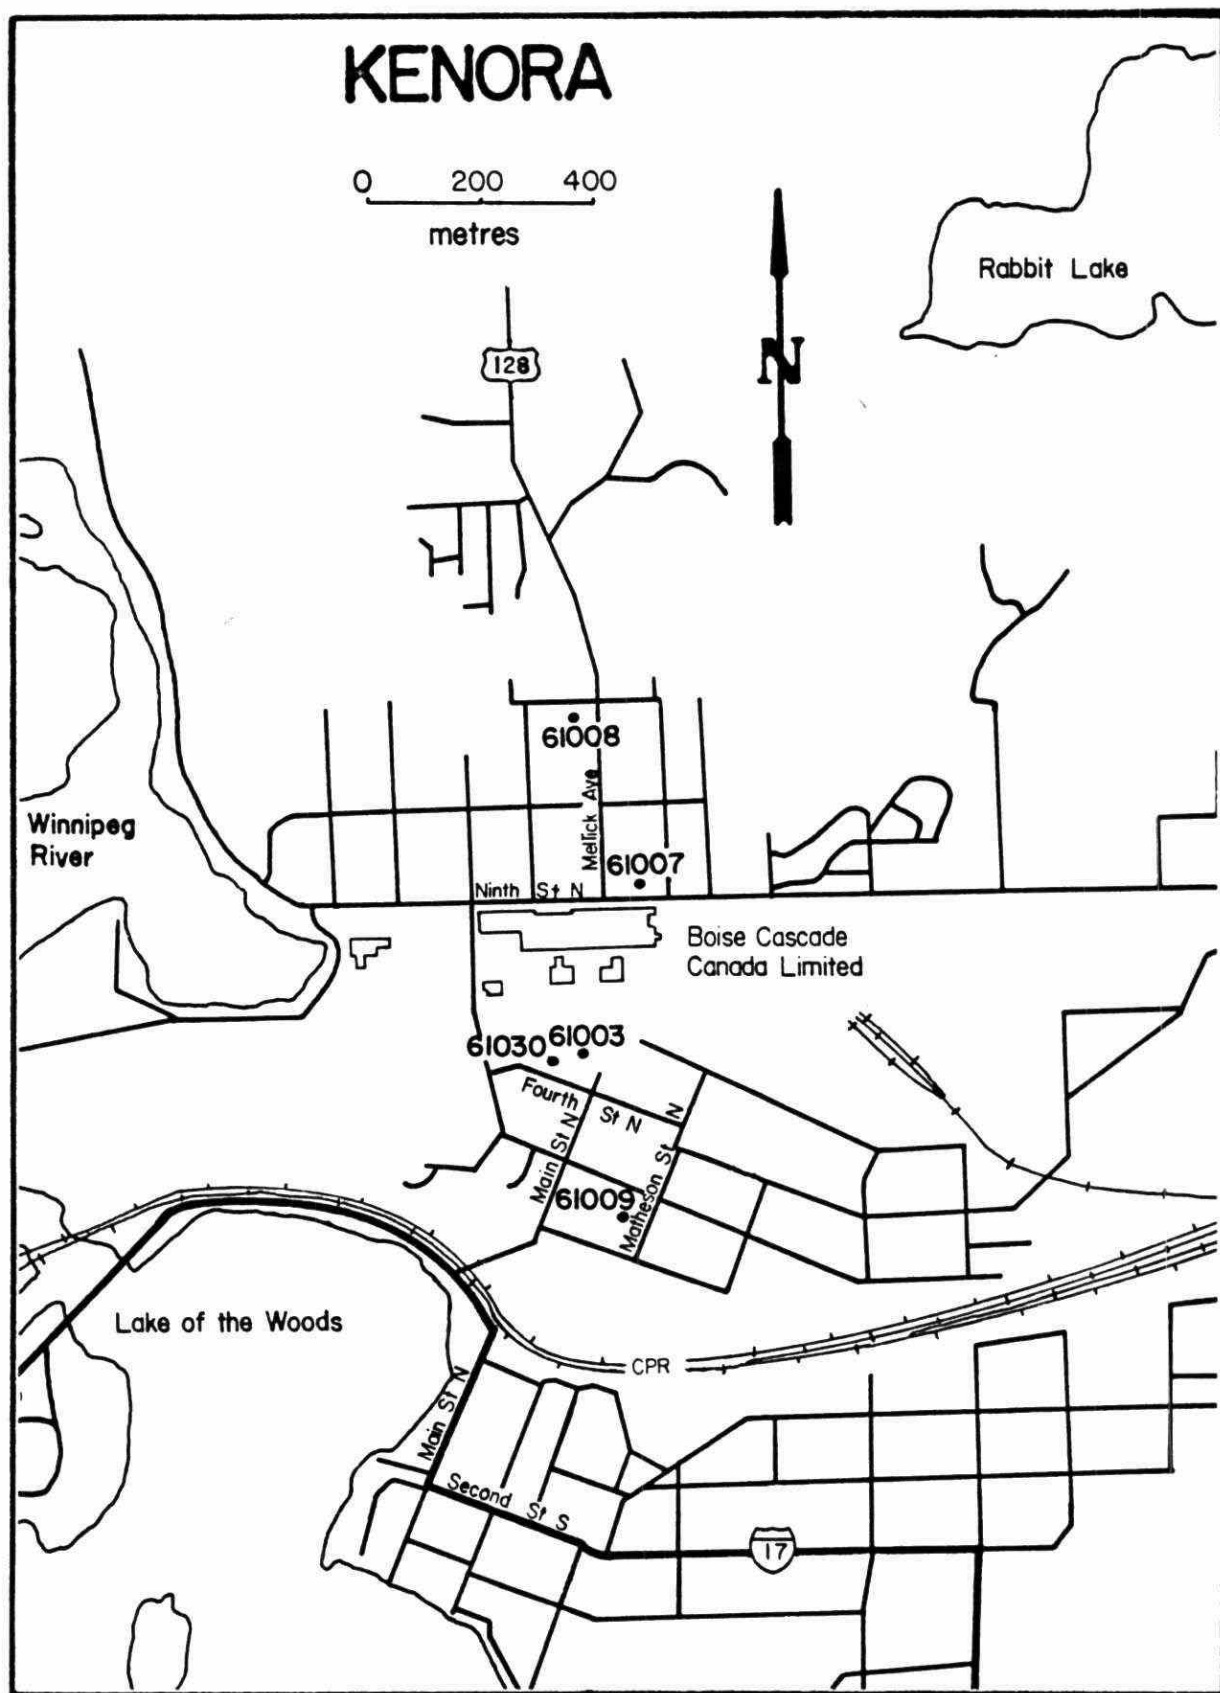 KENORA
0 200 400
metres
N
Rabbit Lake
128
61008
Mellick Ave
Winnipeg
River
61007
Ninth St N
Boise Cascade
Canada Limited
61030
61003
Fourth St N
Main St N
Matheson St N
61009
Lake of the Woods
CPR
Main St N
Second St S
17